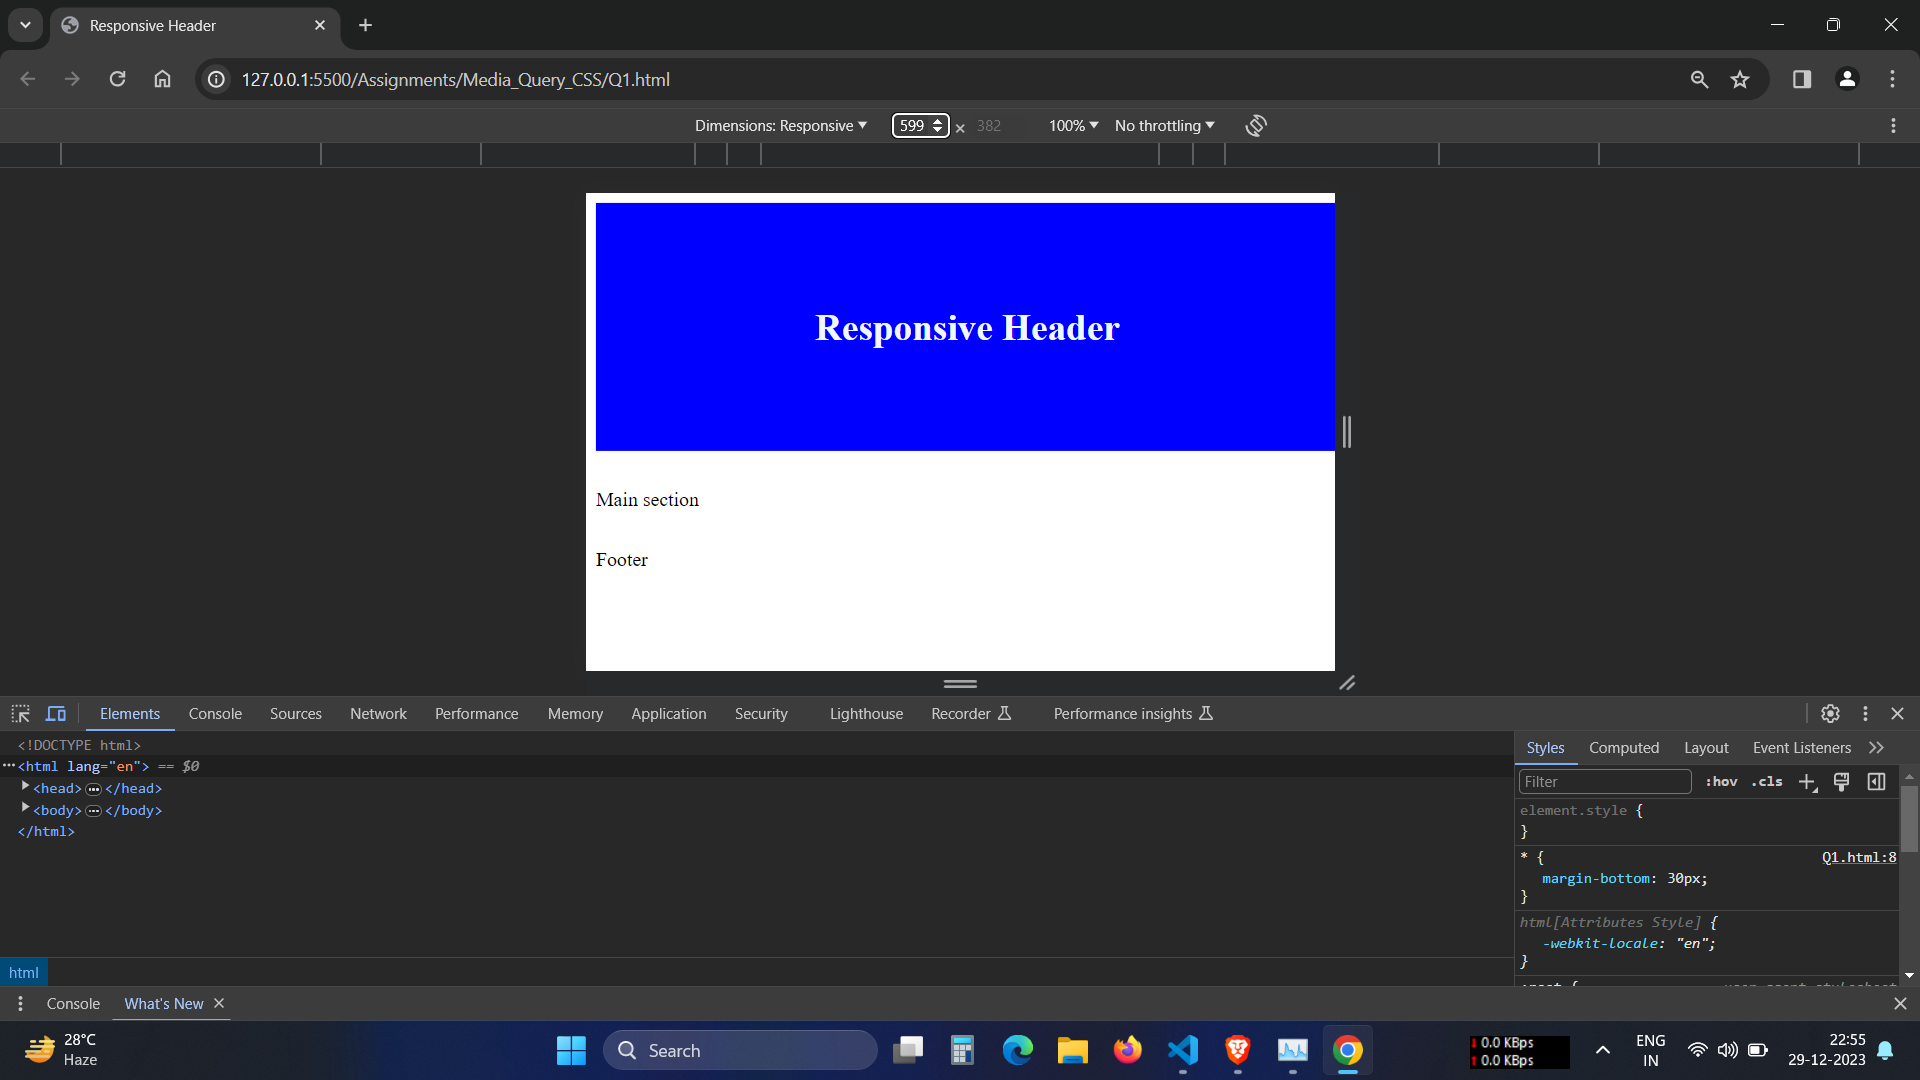 Responsive Header
127.0.0.1:5500/Assignments/Media_Query_CSS/Q1.html
Dimensions: Responsive 599 × 382 100% No throttling
Responsive Header
Main section
Footer
Elements Console Sources Network Performance Memory Application Security Lighthouse Recorder Performance insights
<!DOCTYPE html>
<html lang="en"> == $0
<head> </head>
<body> </body>
</html>
html
Styles Computed Layout Event Listeners
Filter :hov .cls
element.style {
}
* { Q1.html:8
margin-bottom: 30px;
}
html[Attributes Style] {
-webkit-locale: "en";
}
Console What's New
28°C
Haze
Search
0.0 KBps
0.0 KBps
ENG
IN
22:55
29-12-2023